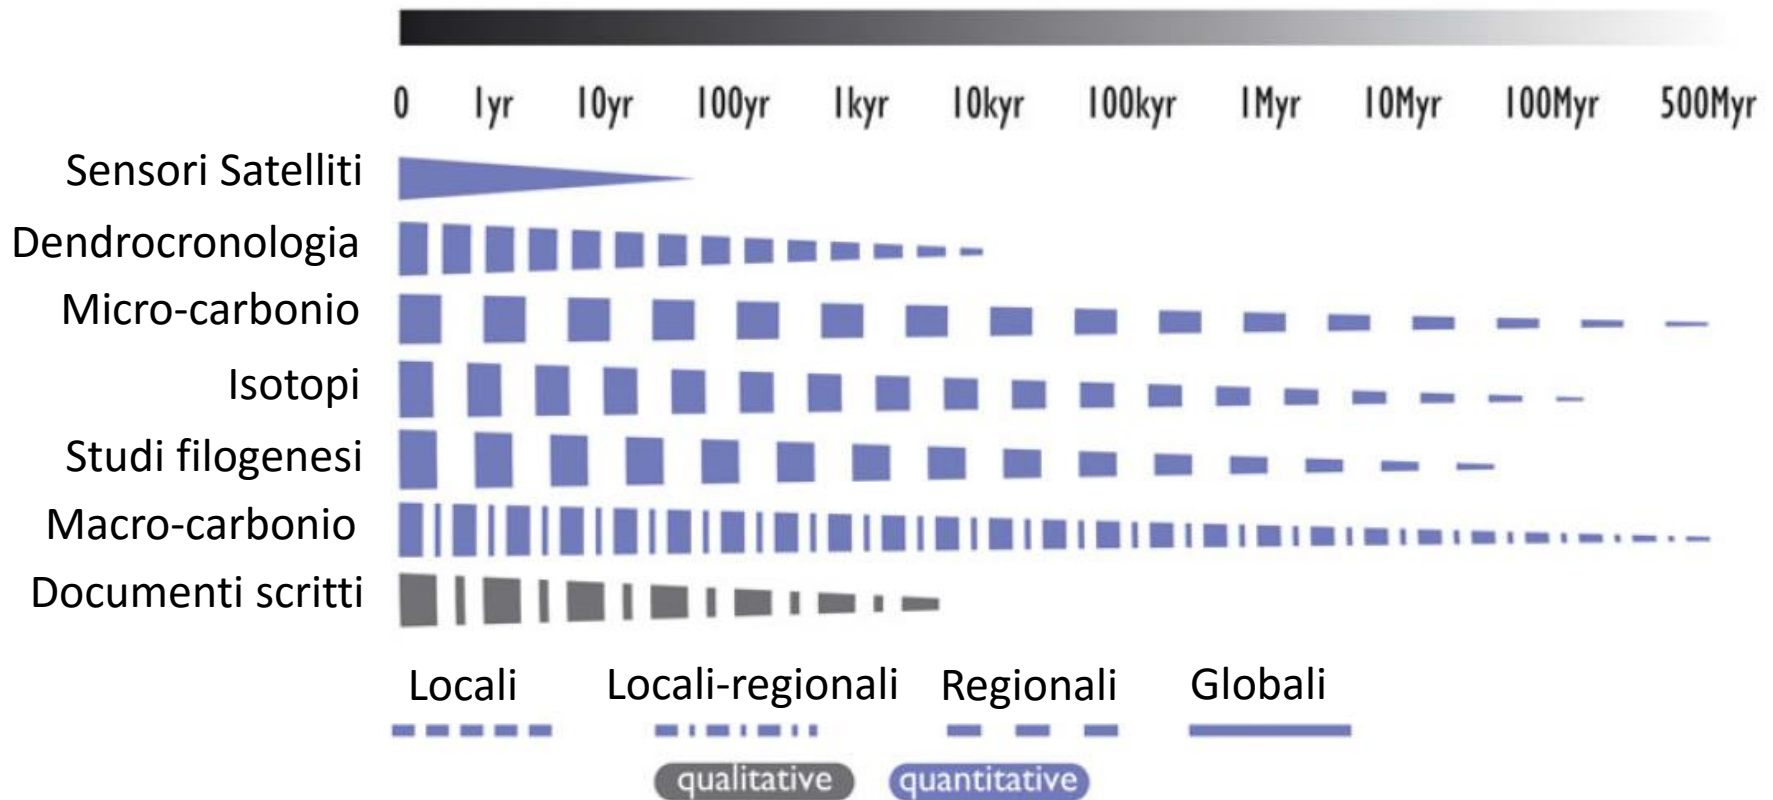 0 1yr 10yr 100yr 1kyr 10kyr 100kyr 1Myr 10Myr 100Myr 500Myr
Sensori Satelliti
Dendrocronologia
Micro-carbonio
Isotopi
Studi filogenesi
Macro-carbonio
Documenti scritti
Locali Locali-regionali Regionali Globali
qualitative quantitative